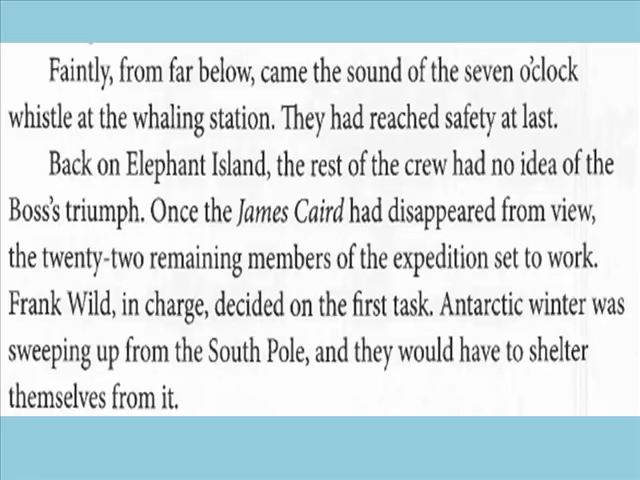 Faintly, from far below, came the sound of the seven o'clock
whistle at the whaling station. They had reached safety at last.
Back on Elephant Island, the rest of the crew had no idea of the
Boss's triumph. Once the James Caird had disappeared from view,
the twenty-two remaining members of the expedition set to work.
Frank Wild, in charge, decided on the first task. Antarctic winter was
sweeping up from the South Pole, and they would have to shelter
themselves from it.